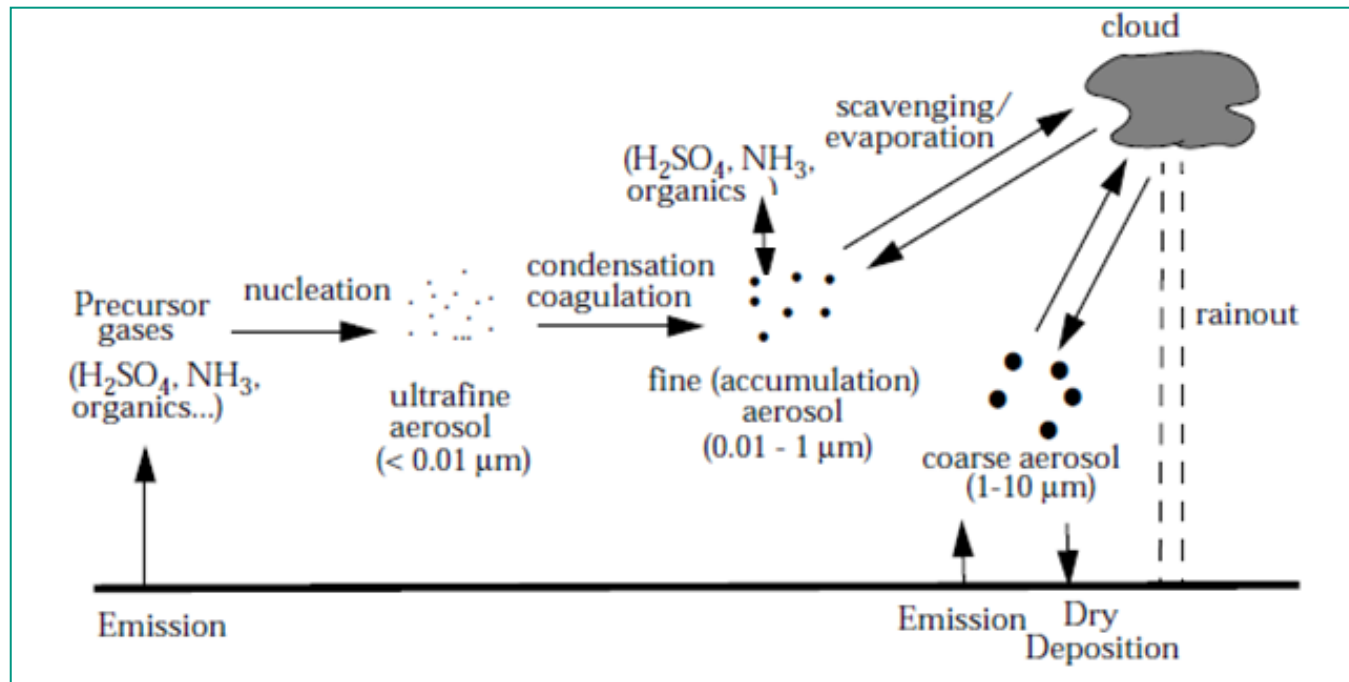 cloud
scavenging/
evaporation
(H₂SO₄, NH₃,
organics )
Precursor
gases
(H₂SO₄, NH₃,
organics...)
nucleation
ultrafine
aerosol
(< 0.01 µm)
condensation
coagulation
fine (accumulation)
aerosol
(0.01 - 1 µm)
coarse aerosol
(1-10 µm)
rainout
Emission
Emission
Dry
Deposition